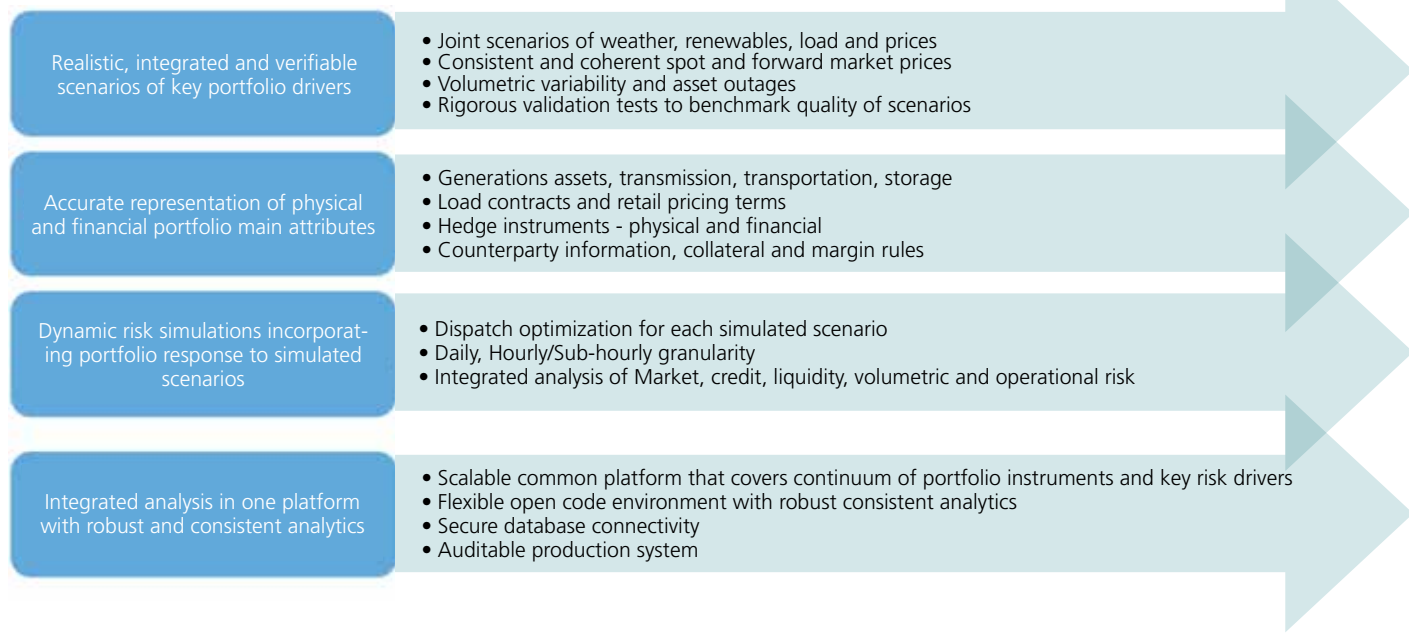 Realistic, integrated and verifiable
scenarios of key portfolio drivers
• Joint scenarios of weather, renewables, load and prices
• Consistent and coherent spot and forward market prices
• Volumetric variability and asset outages
• Rigorous validation tests to benchmark quality of scenarios
Accurate representation of physical
and financial portfolio main attributes
• Generations assets, transmission, transportation, storage
• Load contracts and retail pricing terms
• Hedge instruments - physical and financial
• Counterparty information, collateral and margin rules
Dynamic risk simulations incorporat-
ing portfolio response to simulated
scenarios
• Dispatch optimization for each simulated scenario
• Daily, Hourly/Sub-hourly granularity
• Integrated analysis of Market, credit, liquidity, volumetric and operational risk
Integrated analysis in one platform
with robust and consistent analytics
• Scalable common platform that covers continuum of portfolio instruments and key risk drivers
• Flexible open code environment with robust consistent analytics
• Secure database connectivity
• Auditable production system